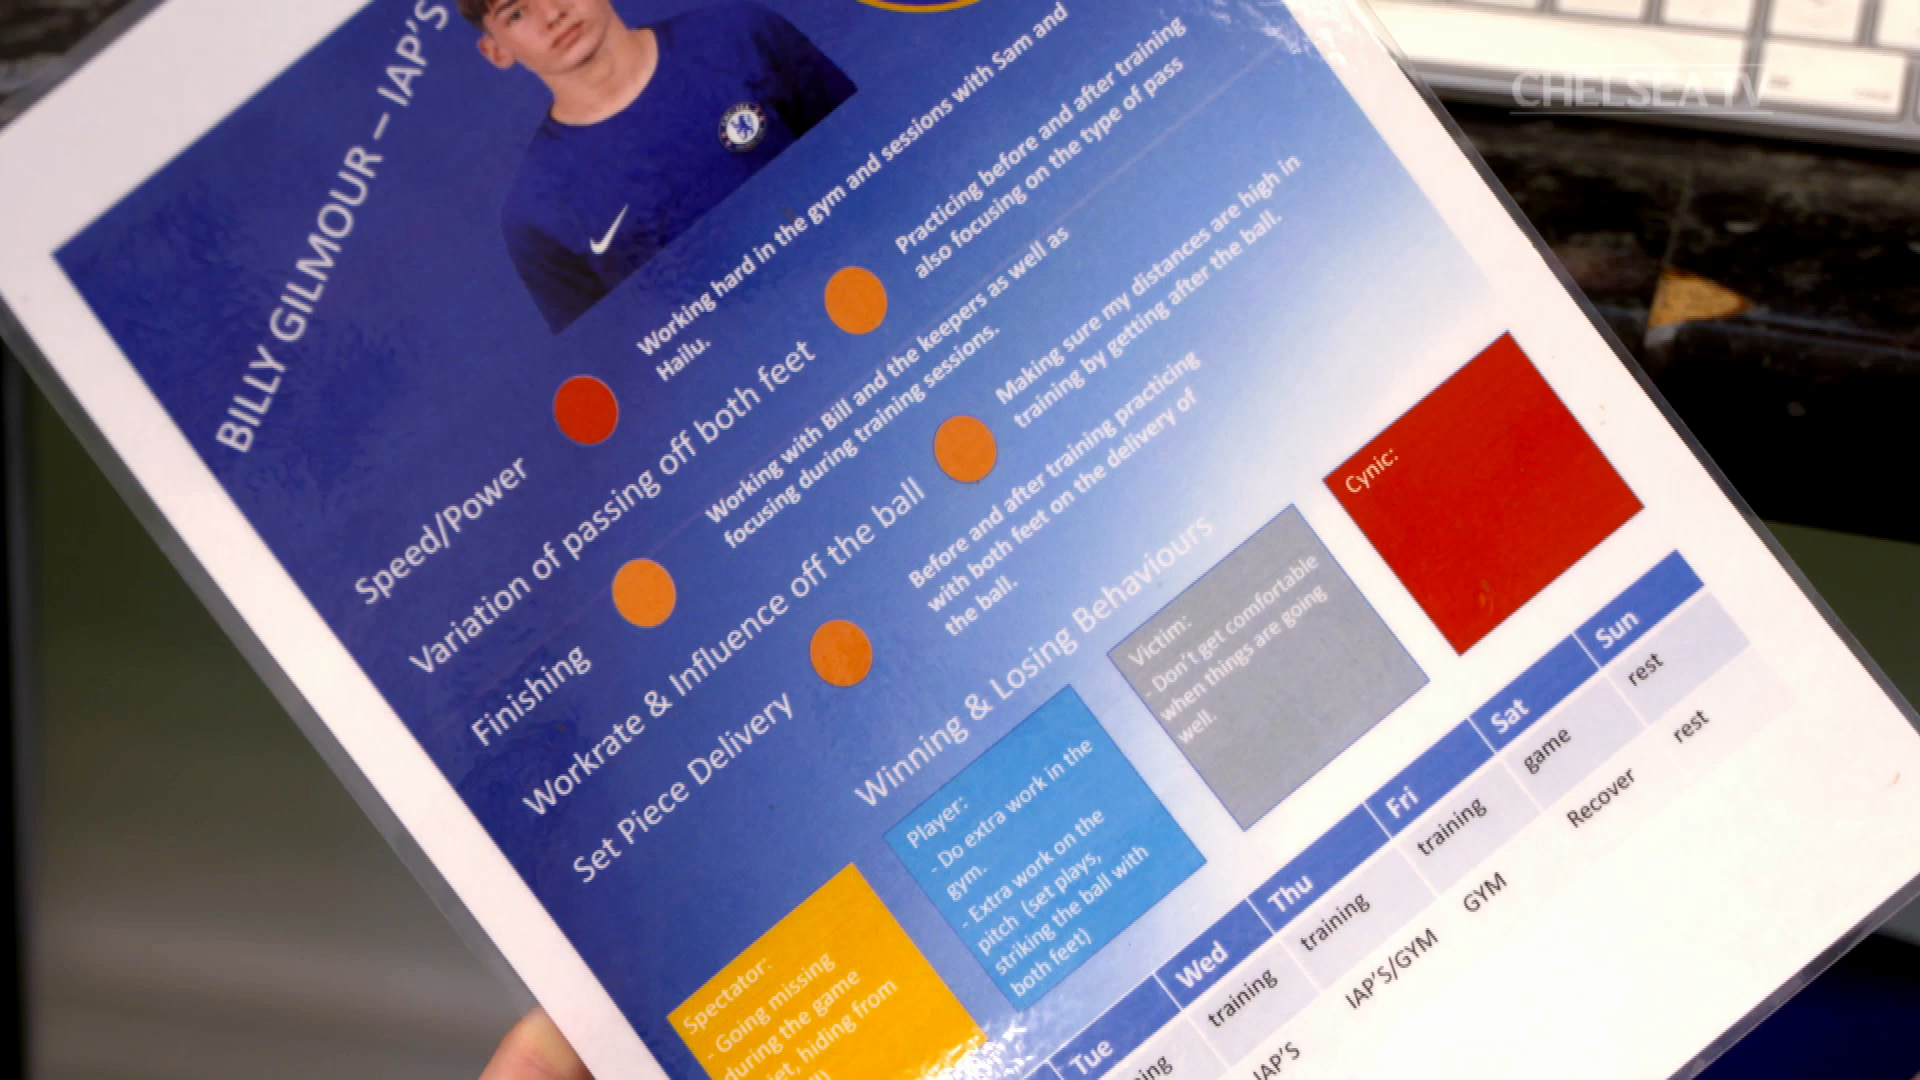 CHELSEA TV
BILLY GILMOUR – IAP'S
Speed/Power
Working hard in the gym and sessions with Sam and
Hailu.
Variation of passing off both feet
Practicing before and after training
also focusing on the type of pass
Finishing
Working with Bill and the keepers as well as
focusing during training sessions.
Workrate & Influence off the ball
Making sure my distances are high in
training by getting after the ball.
Set Piece Delivery
Before and after training practicing
with both feet on the delivery of
the ball.
Winning & Losing Behaviours
Spectator:
- Going missing
during the game
hiding from
Player:
- Do extra work in the
gym.
- Extra work on the
pitch (set plays,
striking the ball with
both feet)
Victim:
- Don't get comfortable
when things are going
well.
Cynic:
Tue Wed Thu Fri Sat Sun
training training training game rest
IAP'S IAP'S/GYM GYM Recover rest